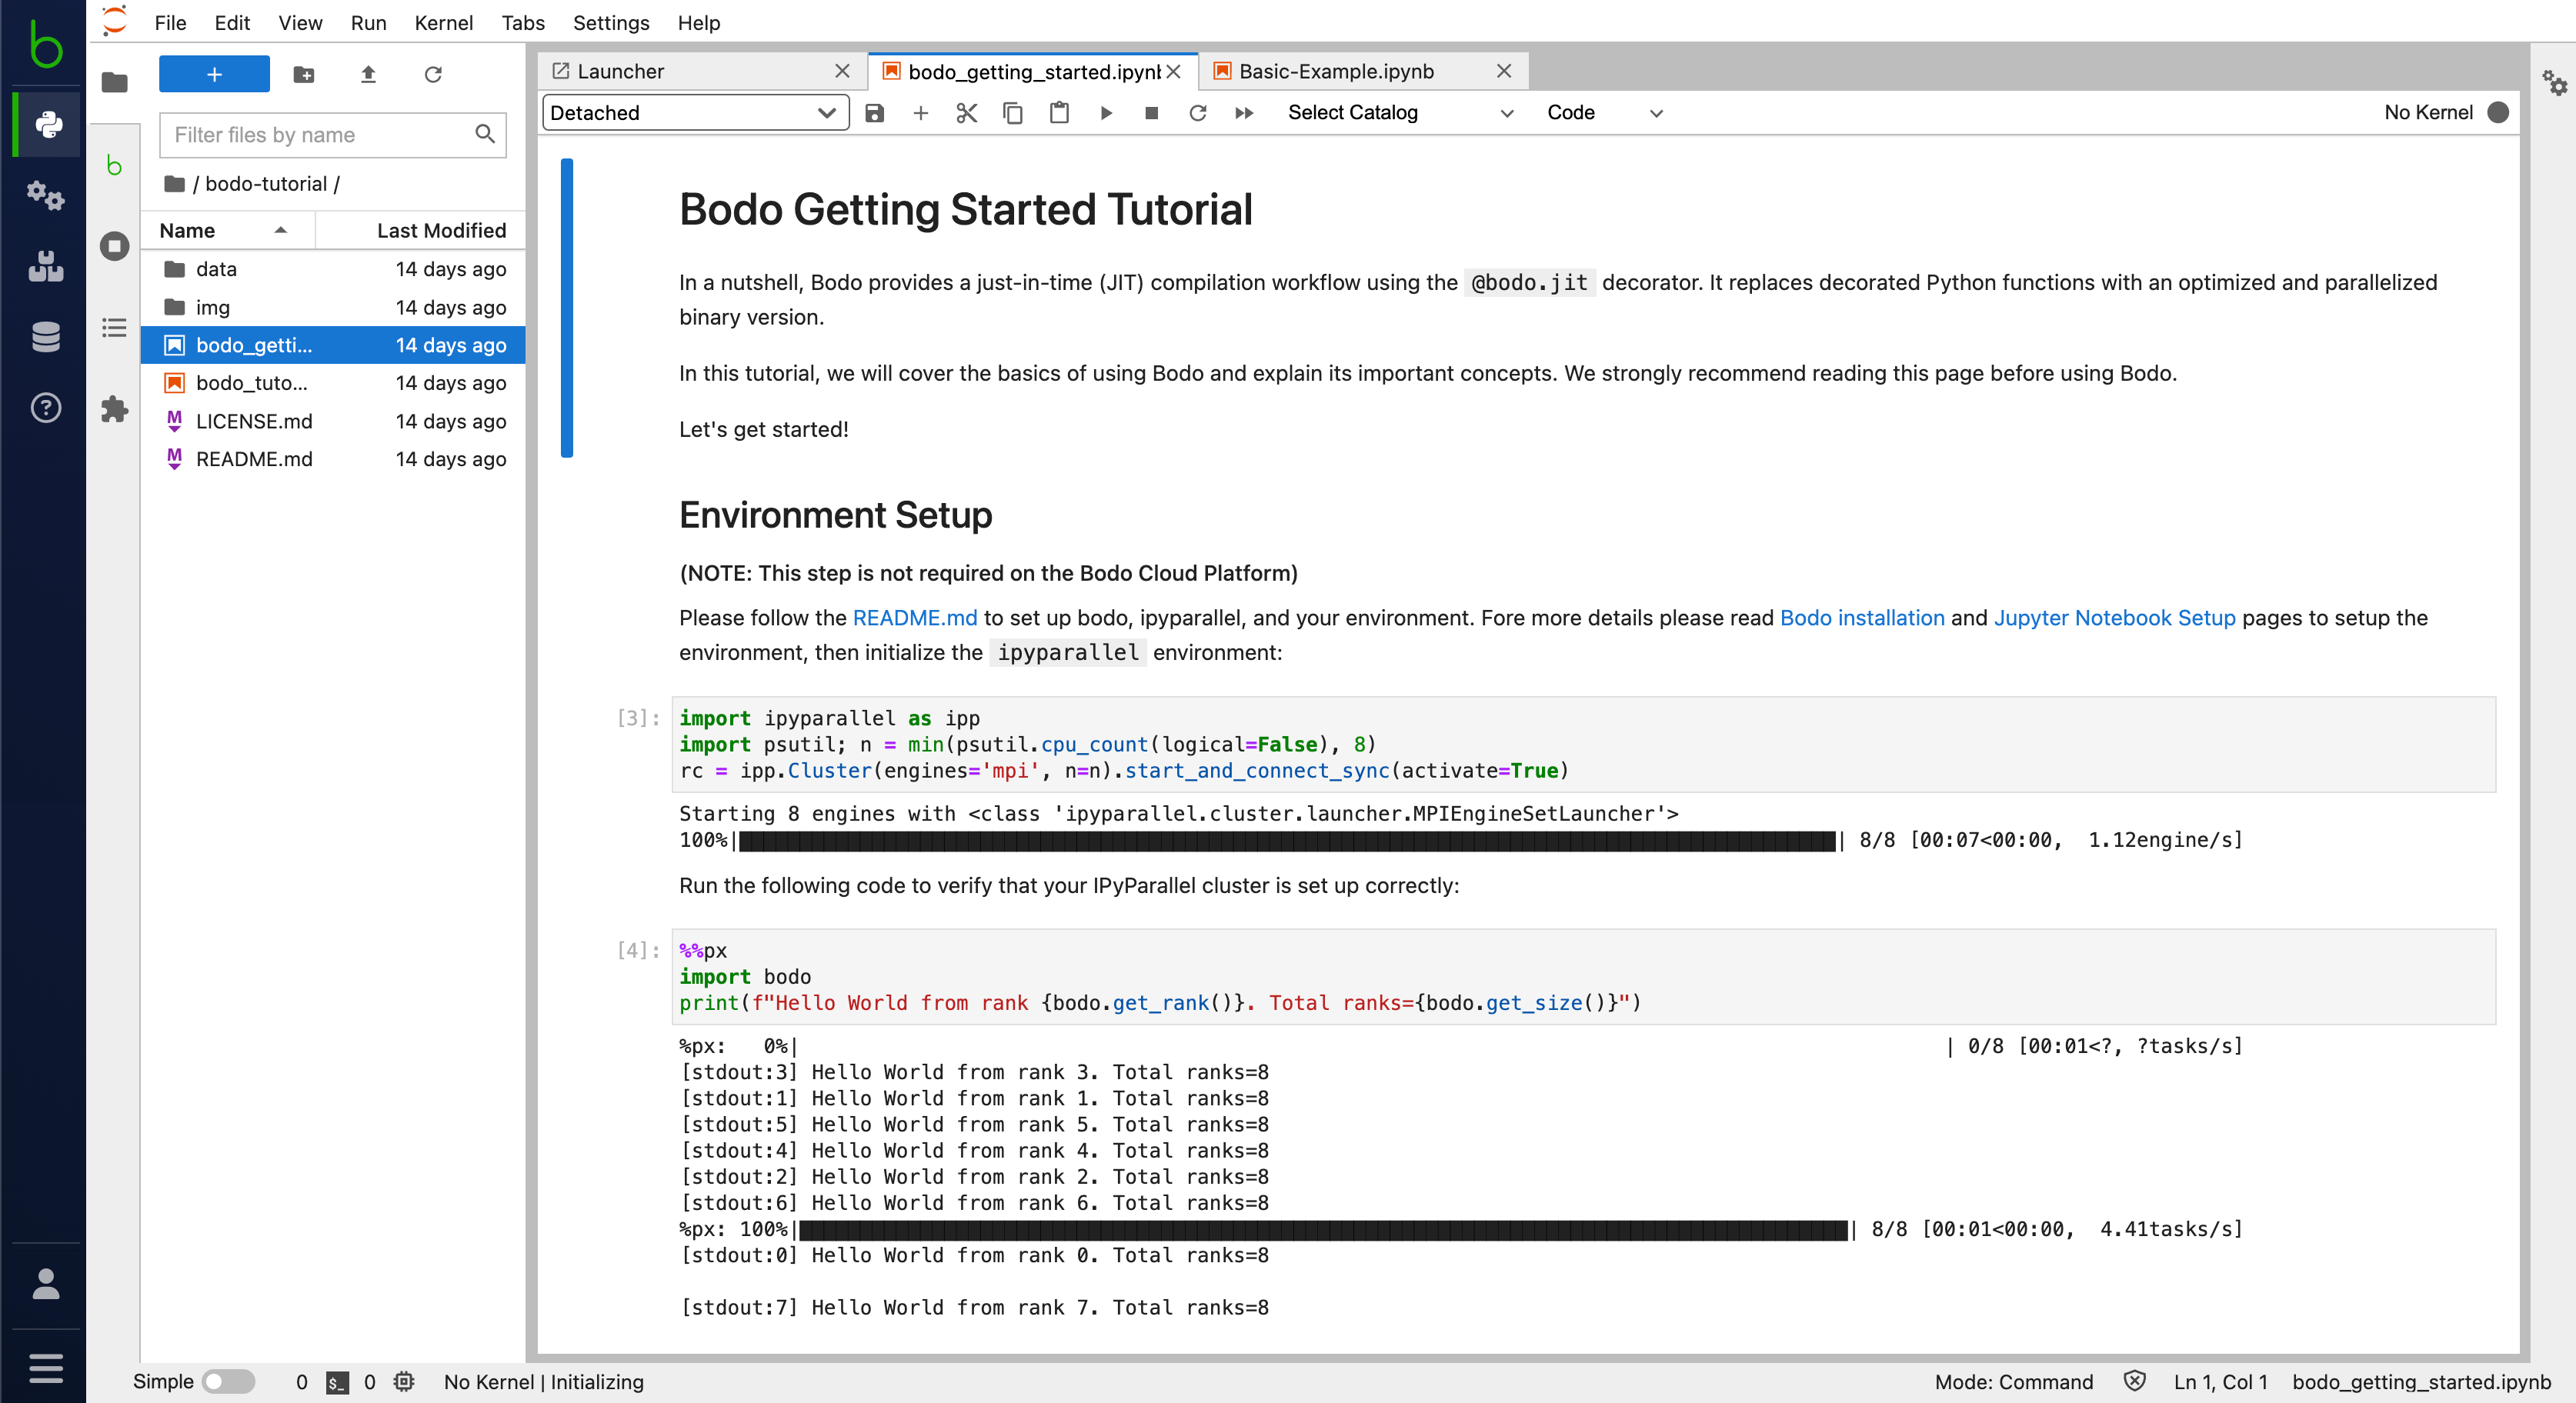 File Edit View Run Kernel Tabs Settings Help
Filter files by name
/ bodo-tutorial /
Name Last Modified
data 14 days ago
img 14 days ago
bodo_getti... 14 days ago
bodo_tuto... 14 days ago
LICENSE.md 14 days ago
README.md 14 days ago
Launcher
bodo_getting_started.ipynb
Basic-Example.ipynb
Detached Select Catalog Code No Kernel
Bodo Getting Started Tutorial
In a nutshell, Bodo provides a just-in-time (JIT) compilation workflow using the @bodo.jit decorator. It replaces decorated Python functions with an optimized and parallelized
binary version.
In this tutorial, we will cover the basics of using Bodo and explain its important concepts. We strongly recommend reading this page before using Bodo.
Let's get started!
Environment Setup
(NOTE: This step is not required on the Bodo Cloud Platform)
Please follow the README.md to set up bodo, ipyparallel, and your environment. Fore more details please read Bodo installation and Jupyter Notebook Setup pages to setup the
environment, then initialize the ipyparallel environment:
[3]: import ipyparallel as ipp
import psutil; n = min(psutil.cpu_count(logical=False), 8)
rc = ipp.Cluster(engines='mpi', n=n).start_and_connect_sync(activate=True)
Starting 8 engines with <class 'ipyparallel.cluster.launcher.MPIEngineSetLauncher'>
100%| | 8/8 [00:07<00:00, 1.12engine/s]
Run the following code to verify that your IPyParallel cluster is set up correctly:
[4]: %%px
import bodo
print(f"Hello World from rank {bodo.get_rank()}. Total ranks={bodo.get_size()}")
%px: 0%| | 0/8 [00:01<?, ?tasks/s]
[stdout:3] Hello World from rank 3. Total ranks=8
[stdout:1] Hello World from rank 1. Total ranks=8
[stdout:5] Hello World from rank 5. Total ranks=8
[stdout:4] Hello World from rank 4. Total ranks=8
[stdout:2] Hello World from rank 2. Total ranks=8
[stdout:6] Hello World from rank 6. Total ranks=8
%px: 100%| | 8/8 [00:01<00:00, 4.41tasks/s]
[stdout:0] Hello World from rank 0. Total ranks=8
[stdout:7] Hello World from rank 7. Total ranks=8
Simple 0 $_ 0 No Kernel | Initializing Mode: Command Ln 1, Col 1 bodo_getting_started.ipynb